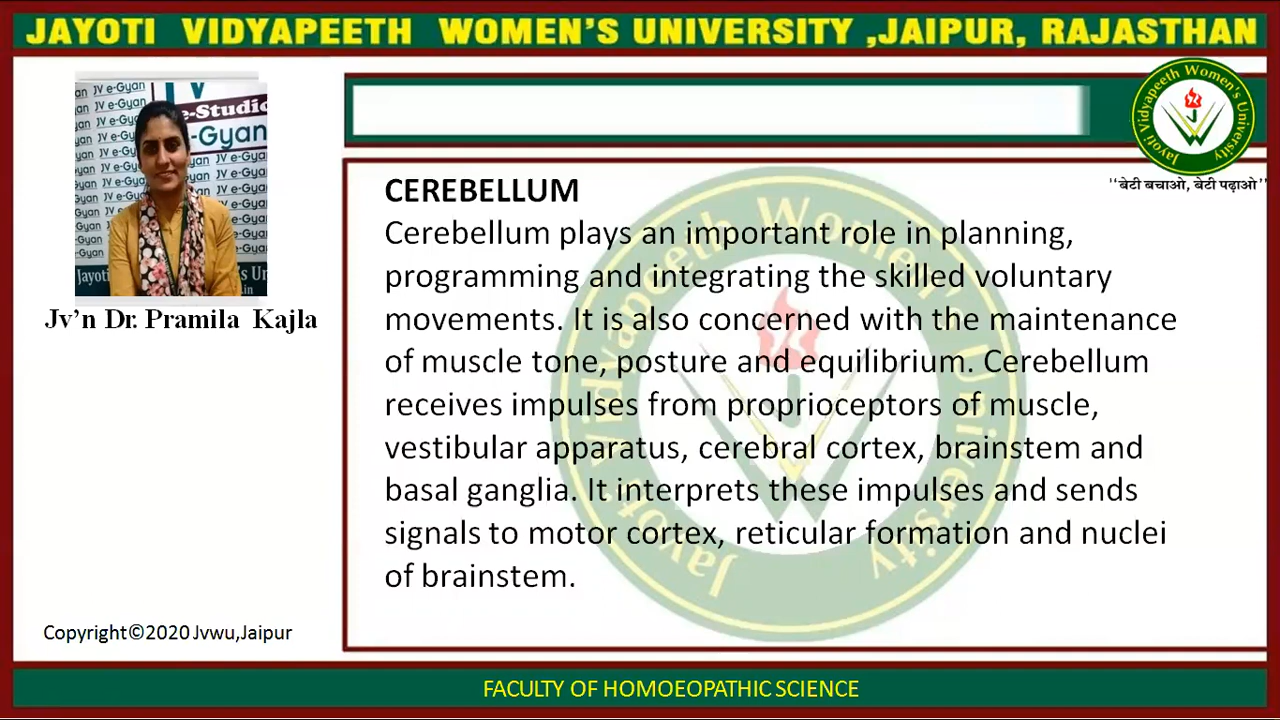 JAYOTI VIDYAPEETH WOMEN'S UNIVERSITY ,JAIPUR, RAJASTHAN
Jayoti Vidyapeeth Women's University
"बेटी बचाओ, बेटी पढ़ाओ"
JV e-Gyan
e-Studio
-Gyan
Jv'n Dr. Pramila Kajla
CEREBELLUM
Cerebellum plays an important role in planning,
programming and integrating the skilled voluntary
movements. It is also concerned with the maintenance
of muscle tone, posture and equilibrium. Cerebellum
receives impulses from proprioceptors of muscle,
vestibular apparatus, cerebral cortex, brainstem and
basal ganglia. It interprets these impulses and sends
signals to motor cortex, reticular formation and nuclei
of brainstem.
Copyright©2020 Jvwu,Jaipur
FACULTY OF HOMOEOPATHIC SCIENCE